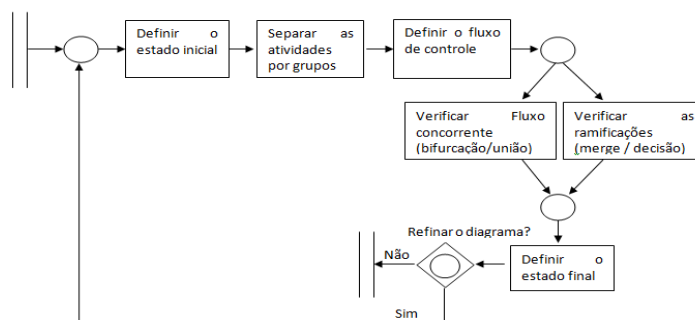 Definir o
estado inicial
Separar as
atividades
por grupos
Definir o fluxo
de controle
Verificar Fluxo
concorrente
(bifurcação/união)
Verificar as
ramificações
(merge / decisão)
Refinar o diagrama?
Não
Definir o
estado final
Sim